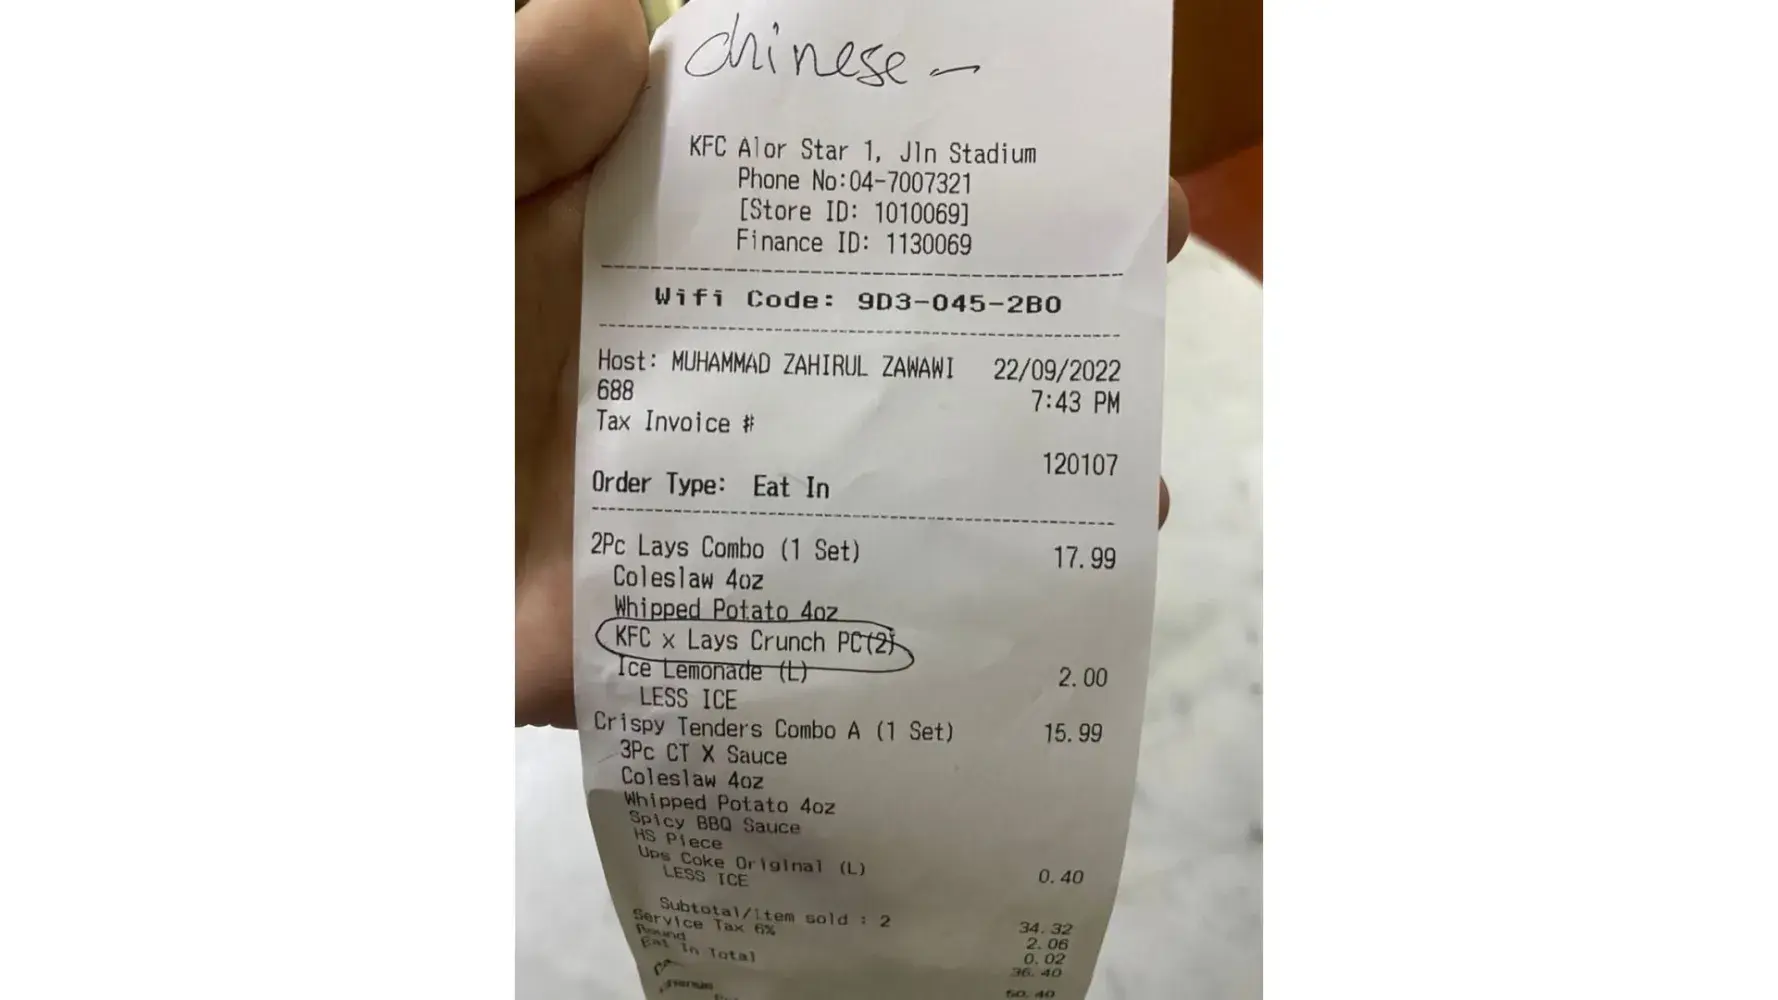 chinese -
KFC Alor Star 1, Jln Stadium
Phone No:04-7007321
[Store ID: 1010069]
Finance ID: 1130069
Wifi Code: 9D3-045-2B0
Host: MUHAMMAD ZAHIRUL ZAWAWI 22/09/2022
688 7:43 PM
Tax Invoice #
120107
Order Type: Eat In
2Pc Lays Combo (1 Set) 17.99
Coleslaw 4oz
Whipped Potato 4oz
KFC x Lays Crunch PC(2)
Ice Lemonade (L) 2.00
LESS ICE
Crispy Tenders Combo A (1 Set) 15.99
3Pc CT X Sauce
Coleslaw 4oz
Whipped Potato 4oz
Spicy BBQ Sauce
HS Piece
Ups Coke Original (L) 0.40
LESS ICE
Subtotal/item sold : 2 34.32
Service Tax 6% 2.06
Round 0.02
Eat In Total 36.40
50.40